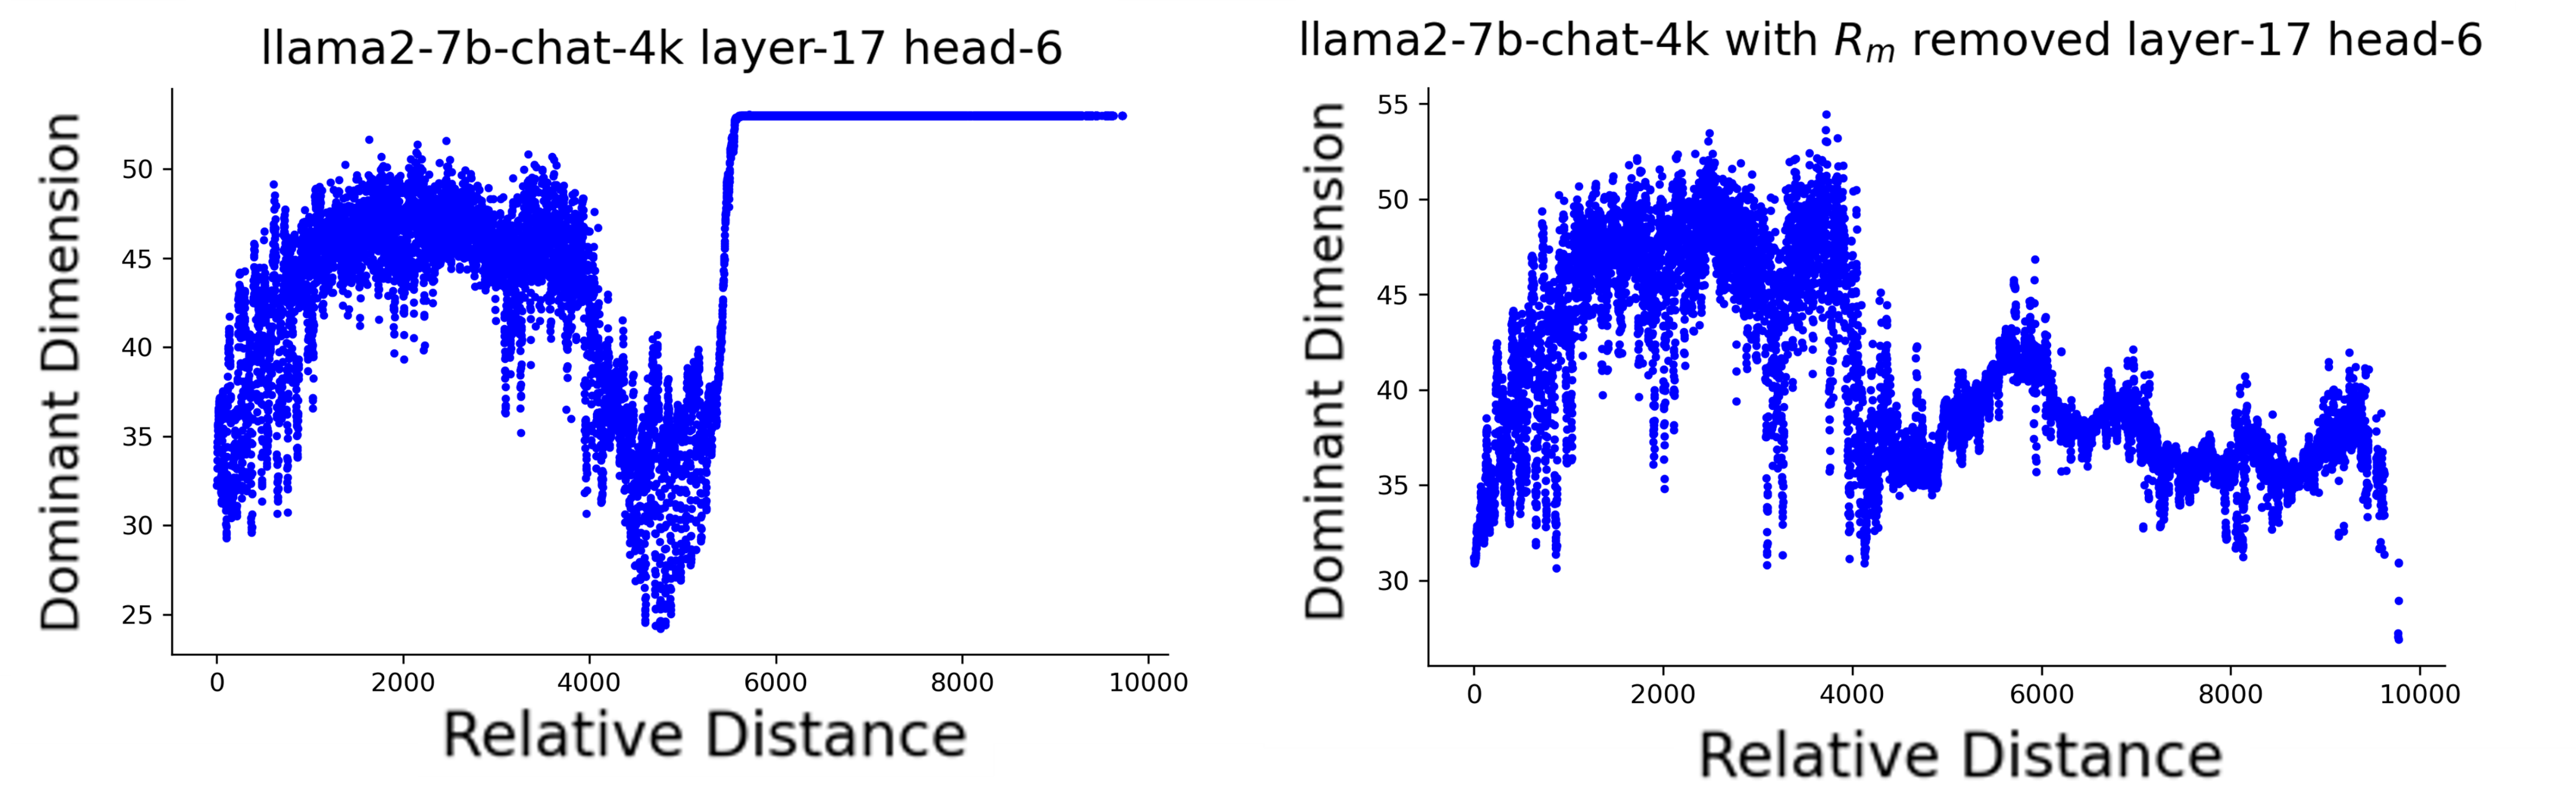 llama2-7b-chat-4k layer-17 head-6
Dominant Dimension
50
45
40
35
30
25
0 2000 4000 6000 8000 10000
Relative Distance
llama2-7b-chat-4k with Rm removed layer-17 head-6
Dominant Dimension
55
50
45
40
35
30
0 2000 4000 6000 8000 10000
Relative Distance